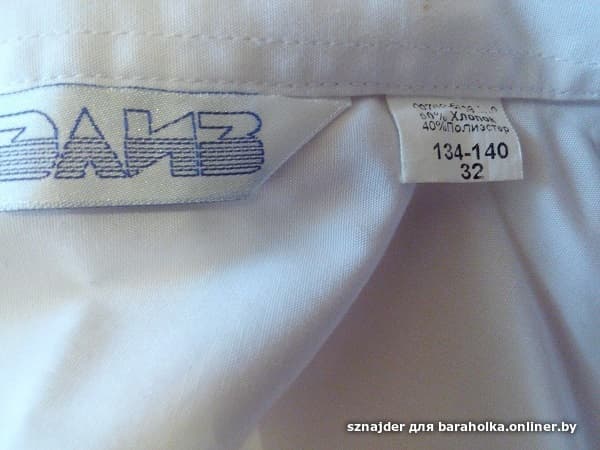 ЭЛИЗ
60% Хлопок
40%Полиэстер
134-140
32
sznajder для baraholka.onliner.by